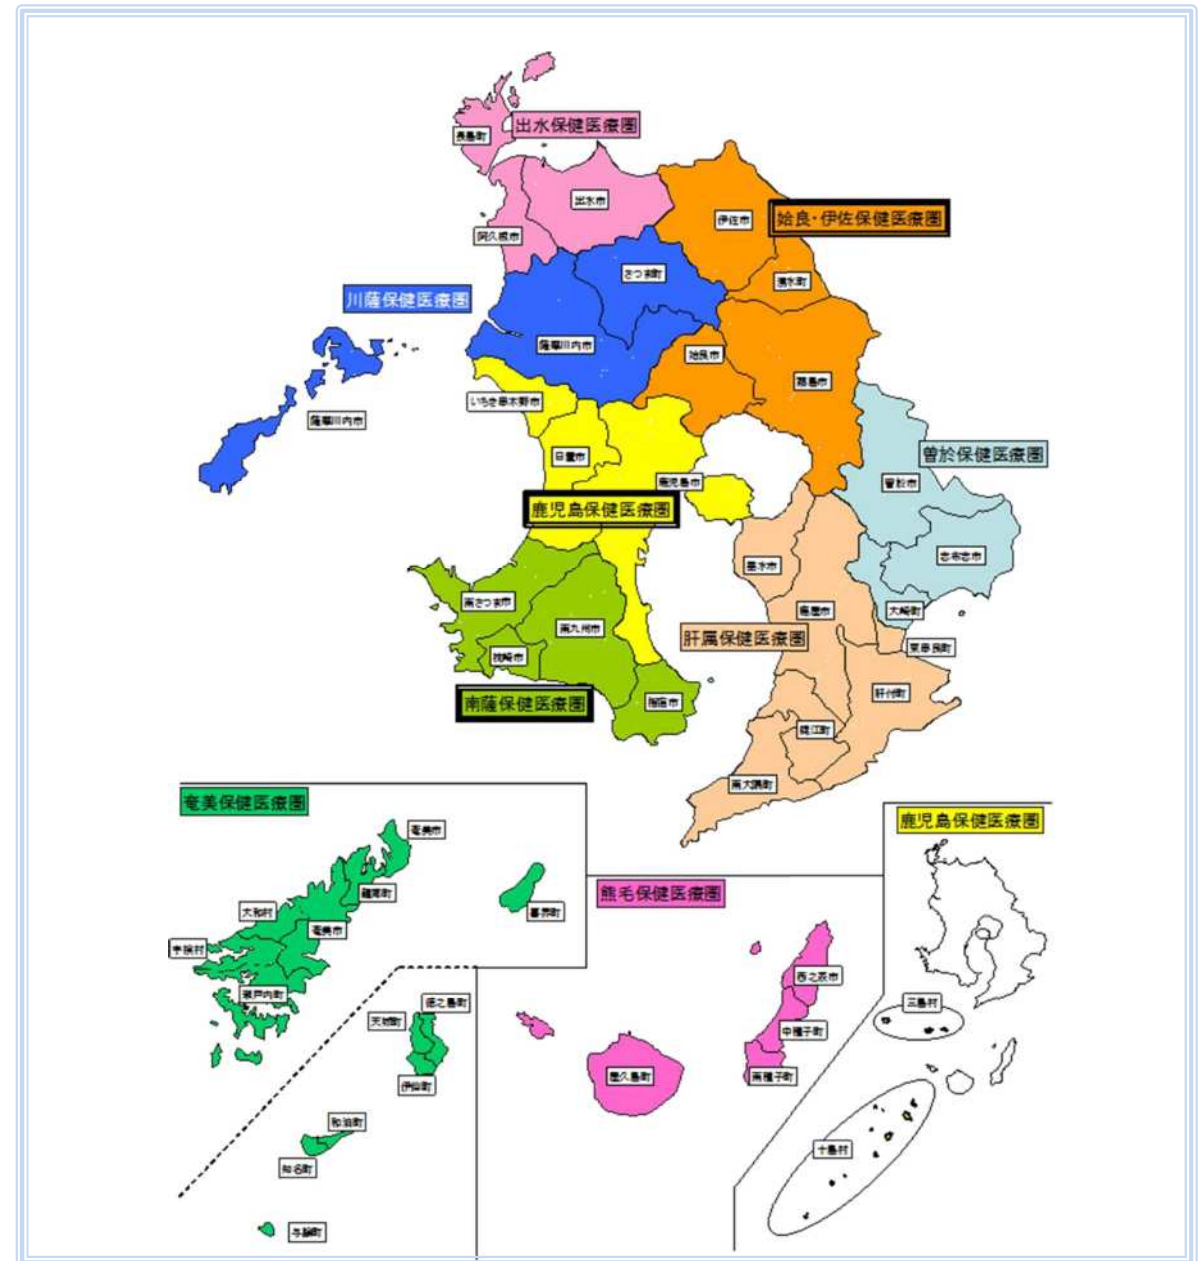 出水保健医療圏
長島町
出水市
伊佐市
姶良・伊佐保健医療圏
阿久根市
さつま町
湧水町
川薩保健医療圏
薩摩川内市
姶良市
霧島市
いちき串木野市
薩摩川内市
日置市
曽於保健医療圏
鹿児島市
曽於市
鹿児島保健医療圏
志布志市
垂水市
南さつま市
鹿屋市
大崎町
南九州市
肝属保健医療圏
東串良町
枕崎市
肝付町
南薩保健医療圏
指宿市
錦江町
南大隅町
奄美保健医療圏
鹿児島保健医療圏
奄美市
龍郷町
熊毛保健医療圏
大和村
喜界町
奄美市
宇検村
西之表市
瀬戸内町
徳之島町
三島村
天城町
中種子町
屋久島町
南種子町
伊仙町
和泊町
十島村
知名町
与論町